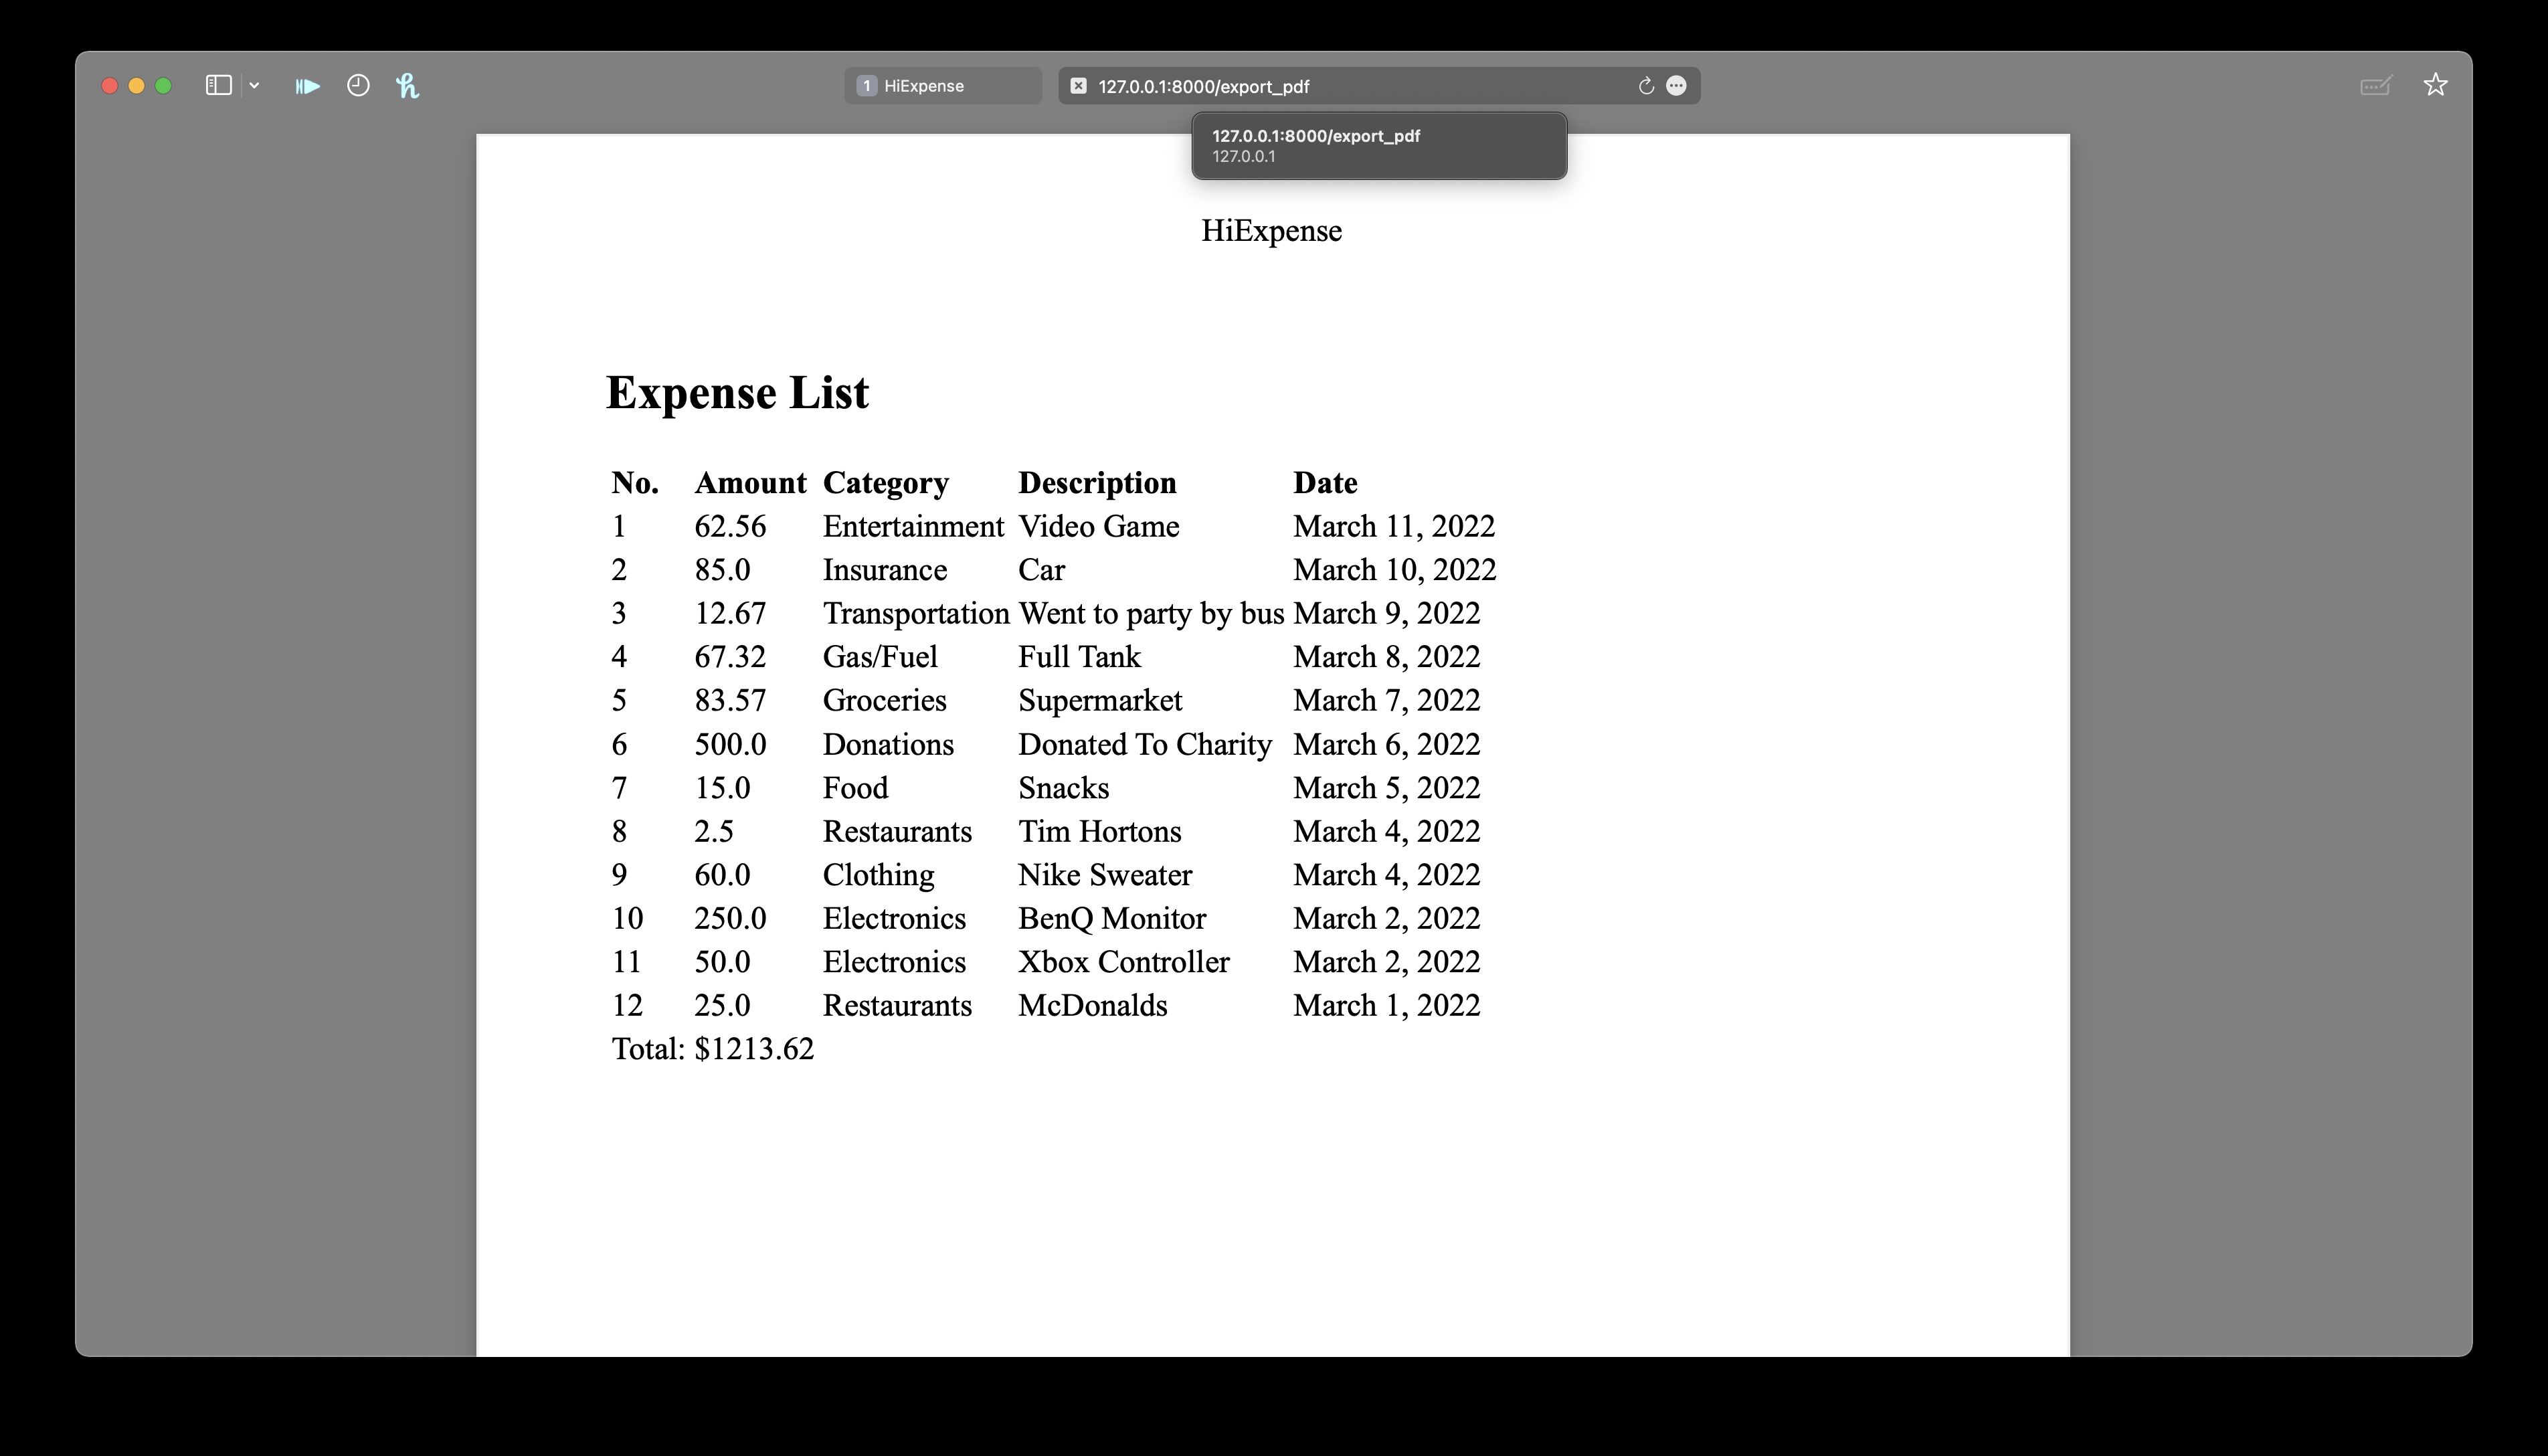 1 HiExpense 127.0.0.1:8000/export_pdf
127.0.0.1:8000/export_pdf
127.0.0.1
HiExpense
Expense List
No. Amount Category Description Date
1 62.56 Entertainment Video Game March 11, 2022
2 85.0 Insurance Car March 10, 2022
3 12.67 Transportation Went to party by bus March 9, 2022
4 67.32 Gas/Fuel Full Tank March 8, 2022
5 83.57 Groceries Supermarket March 7, 2022
6 500.0 Donations Donated To Charity March 6, 2022
7 15.0 Food Snacks March 5, 2022
8 2.5 Restaurants Tim Hortons March 4, 2022
9 60.0 Clothing Nike Sweater March 4, 2022
10 250.0 Electronics BenQ Monitor March 2, 2022
11 50.0 Electronics Xbox Controller March 2, 2022
12 25.0 Restaurants McDonalds March 1, 2022
Total: $1213.62